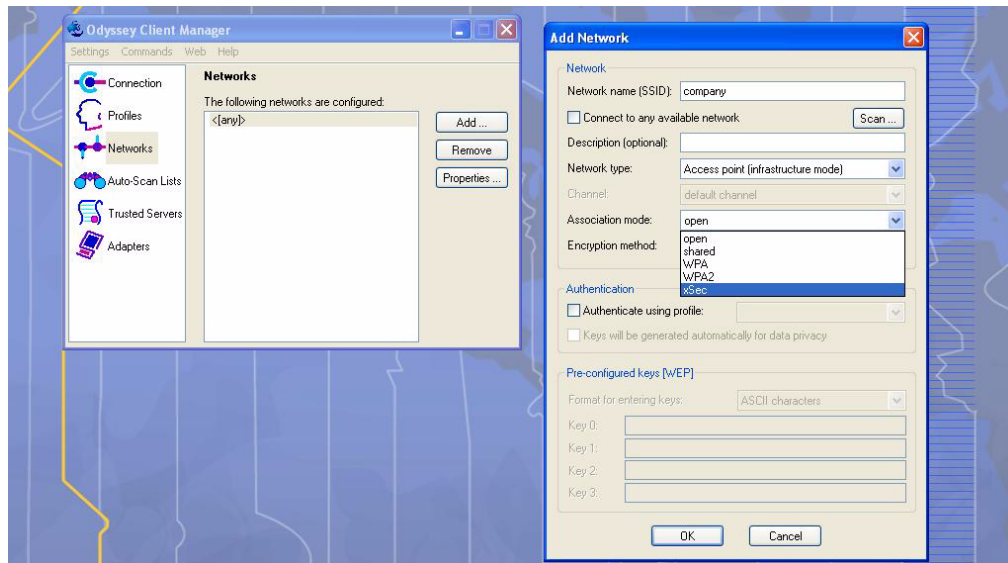 Odyssey Client Manager
Settings Commands Web Help
Connection
Profiles
Networks
Auto-Scan Lists
Trusted Servers
Adapters
Networks
The following networks are configured:
<[any]>
Add ...
Remove
Properties ...
Add Network
Network
Network name (SSID): company
Connect to any available network Scan ...
Description (optional):
Network type: Access point (infrastructure mode)
Channel: default channel
Association mode: open
Encryption method:
open
shared
WPA
WPA2
xSec
Authentication
Authenticate using profile:
Keys will be generated automatically for data privacy
Pre-configured keys [WEP]
Format for entering keys: ASCII characters
Key 0:
Key 1:
Key 2:
Key 3:
OK Cancel